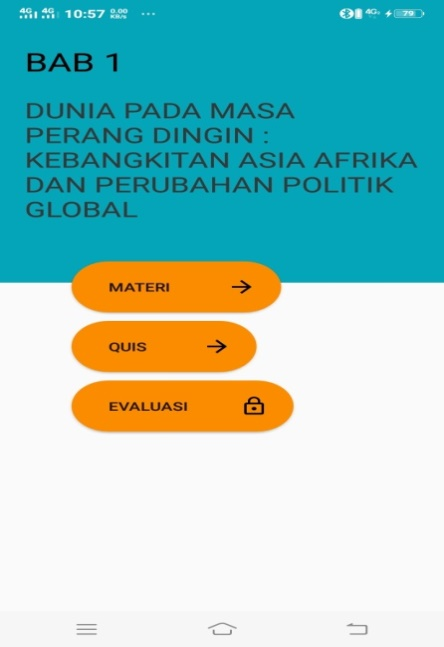 4G 4G 10:57 0.00 KB/s ... 4G+ 79
BAB 1
DUNIA PADA MASA
PERANG DINGIN :
KEBANGKITAN ASIA AFRIKA
DAN PERUBAHAN POLITIK
GLOBAL
MATERI
QUIS
EVALUASI